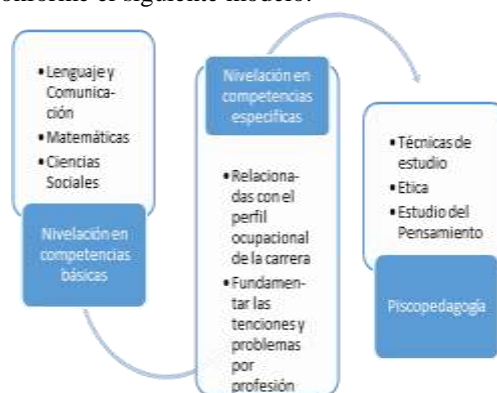 conforme el siguiente modelo:
• Lenguaje y
Comunica-
ción
• Matemáticas
• Ciencias
Sociales
Nivelación en
competencias
básicas
Nivelación en
competencias
especificas
• Relaciona-
das con el
perfil
ocupacional
de la carrera
• Fundamen-
tar las
tenciones y
problemas
por
profesión
• Técnicas de
estudio
• Etica
• Estudio del
Pensamiento
Piscopedagogía